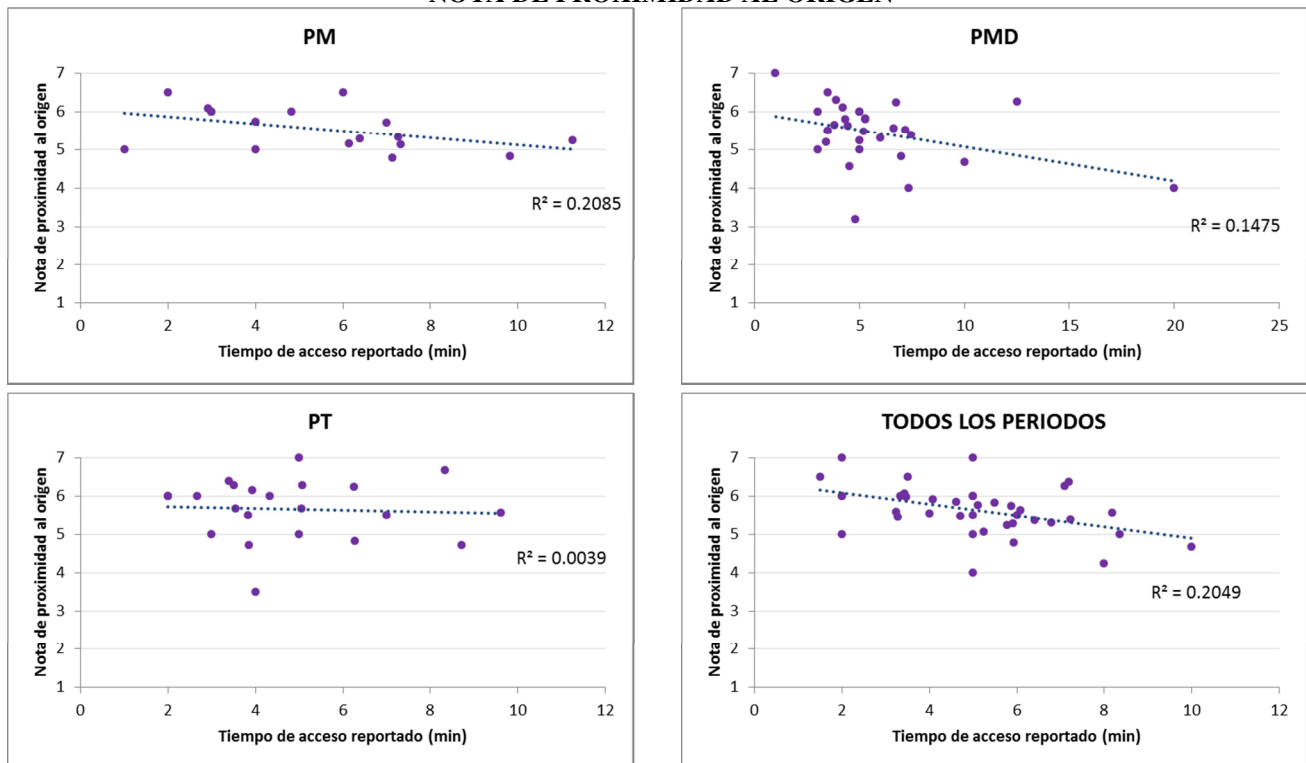 NOTA DE PROXIMIDAD AL ORIGEN
PM
Nota de proximidad al origen
7
6
5
4
3
2
1
R² = 0.2085
0 2 4 6 8 10 12
Tiempo de acceso reportado (min)
PMD
Nota de proximidad al origen
7
6
5
4
3
2
1
R² = 0.1475
0 5 10 15 20 25
Tiempo de acceso reportado (min)
PT
Nota de proximidad al origen
7
6
5
4
3
2
1
R² = 0.0039
0 2 4 6 8 10 12
Tiempo de acceso reportado (min)
TODOS LOS PERIODOS
Nota de proximidad al origen
7
6
5
4
3
2
1
R² = 0.2049
0 2 4 6 8 10 12
Tiempo de acceso reportado (min)